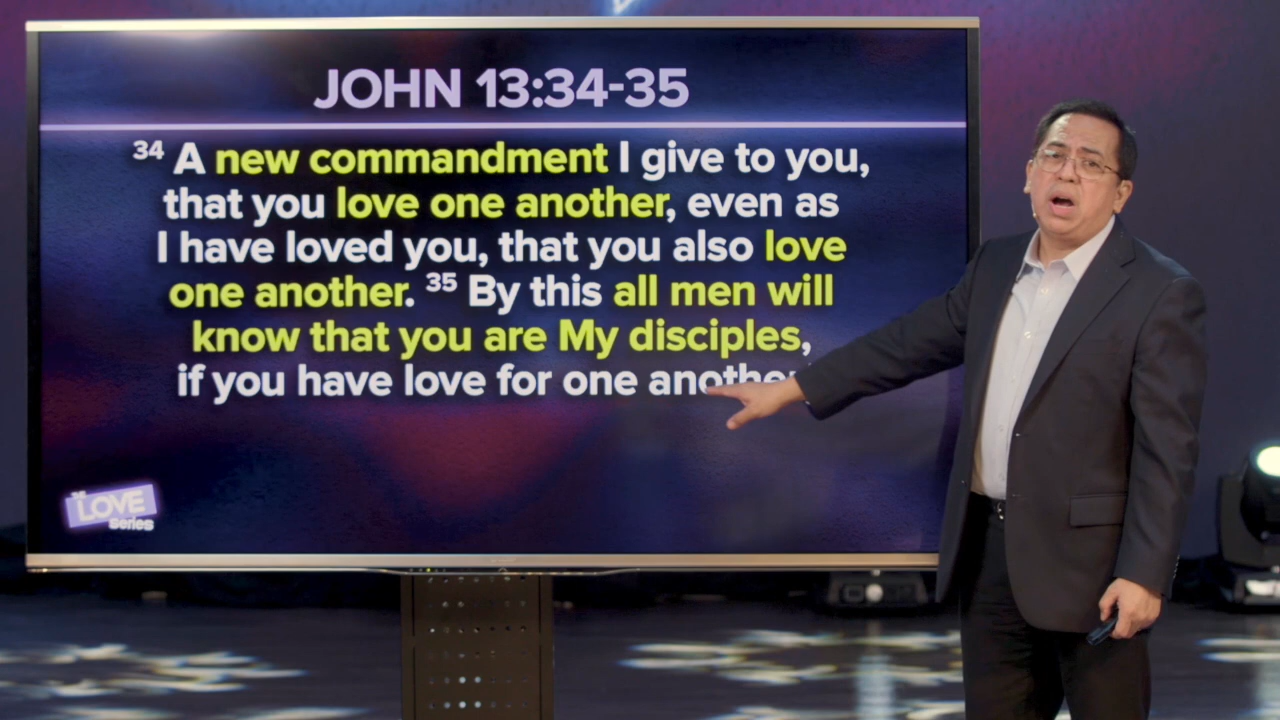 JOHN 13:34-35
34 A new commandment I give to you,
that you love one another, even as
I have loved you, that you also love
one another. 35 By this all men will
know that you are My disciples,
if you have love for one another
LOVE
series